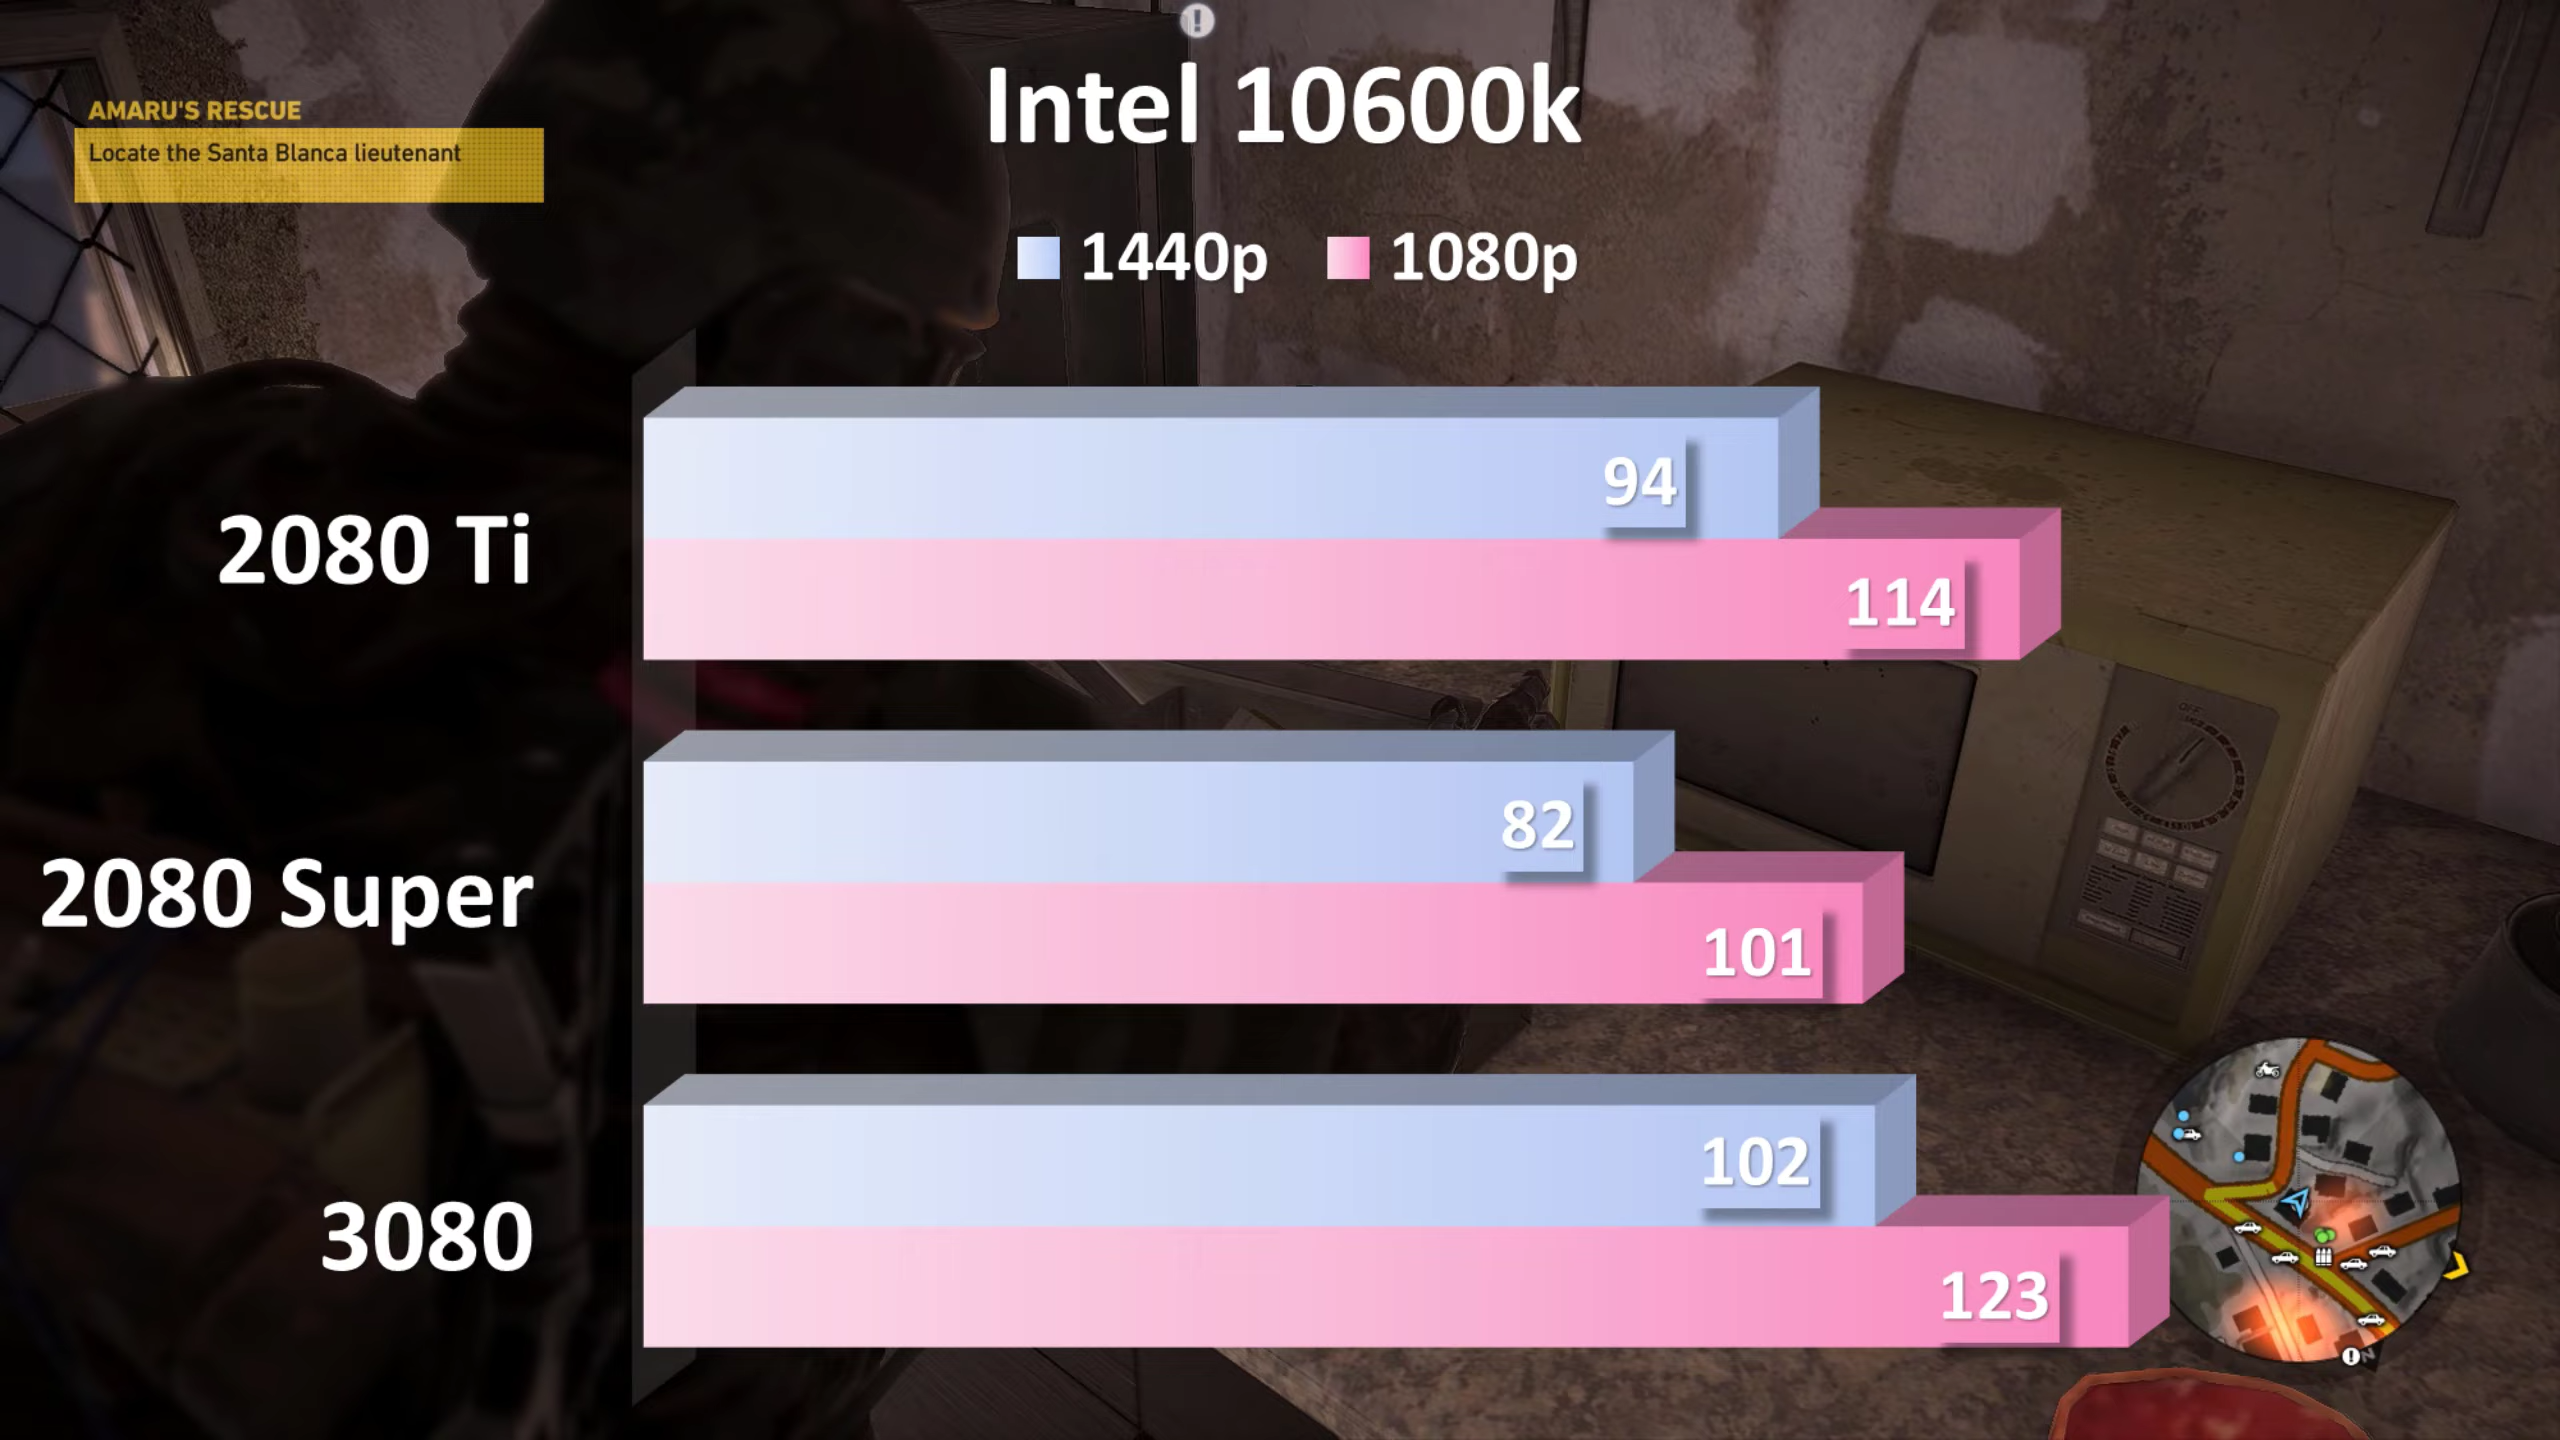 AMARU'S RESCUE
Locate the Santa Blanca lieutenant
Intel 10600k
1440p 1080p
2080 Ti
94
114
2080 Super
82
101
3080
102
123
OFF
N